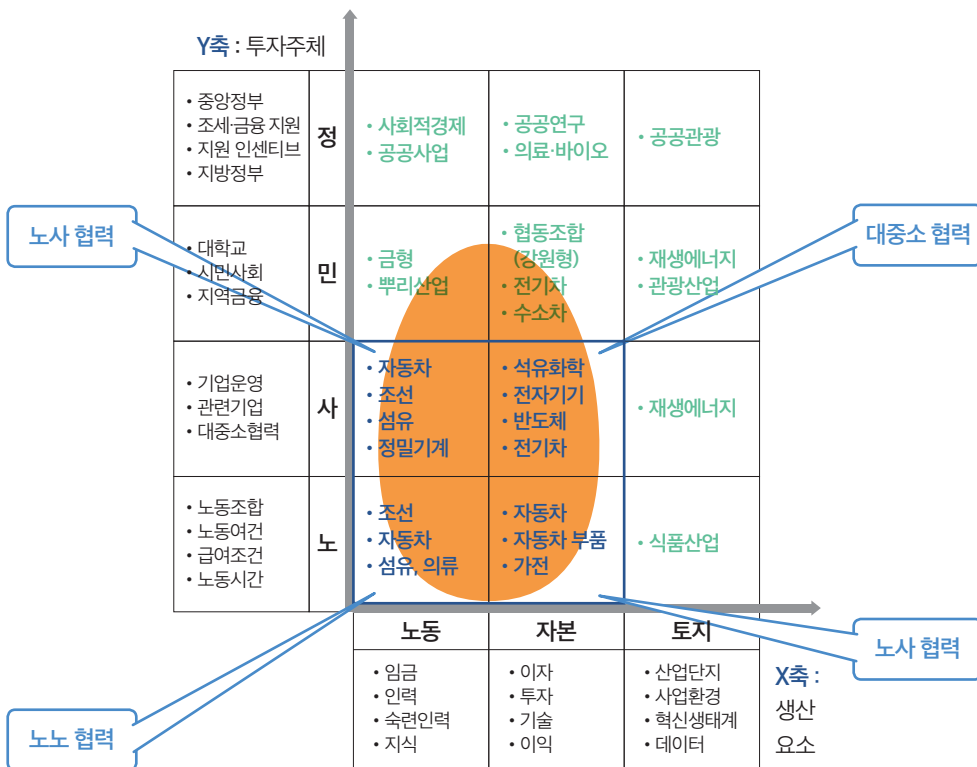 Y축 : 투자주체
• 중앙정부
• 조세·금융 지원
• 지원 인센티브
• 지방정부
정
• 사회적경제
• 공공사업
• 공공연구
• 의료·바이오
• 공공관광
노사 협력
대중소 협력
• 대학교
• 시민사회
• 지역금융
민
• 금형
• 뿌리산업
• 협동조합
(강원형)
• 전기차
• 수소차
• 재생에너지
• 관광산업
• 기업운영
• 관련기업
• 대중소협력
사
• 자동차
• 조선
• 섬유
• 정밀기계
• 석유화학
• 전자기기
• 반도체
• 전기차
• 재생에너지
• 노동조합
• 노동여건
• 급여조건
• 노동시간
노
• 조선
• 자동차
• 섬유, 의류
• 자동차
• 자동차 부품
• 가전
• 식품산업
노동
자본
토지
노사 협력
노노 협력
• 임금
• 인력
• 숙련인력
• 지식
• 이자
• 투자
• 기술
• 이익
• 산업단지
• 사업환경
• 혁신생태계
• 데이터
X축 :
생산
요소